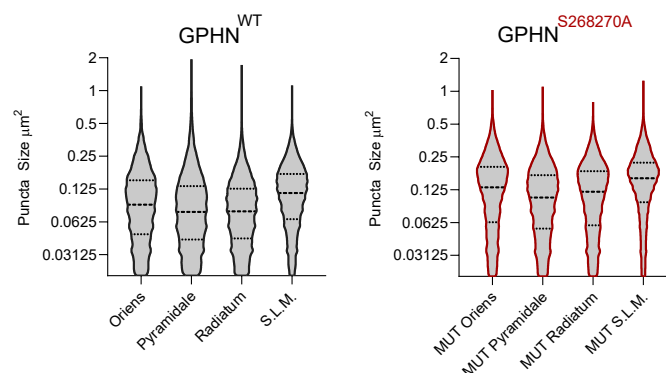 GPHN^WT
Puncta Size μm²
2
1
0.5
0.25
0.125
0.0625
0.03125
Oriens
Pyramidale
Radiatum
S.L.M.
GPHN^S268270A
Puncta Size μm²
2
1
0.5
0.25
0.125
0.0625
0.03125
MUT Oriens
MUT Pyramidale
MUT Radiatum
MUT S.L.M.